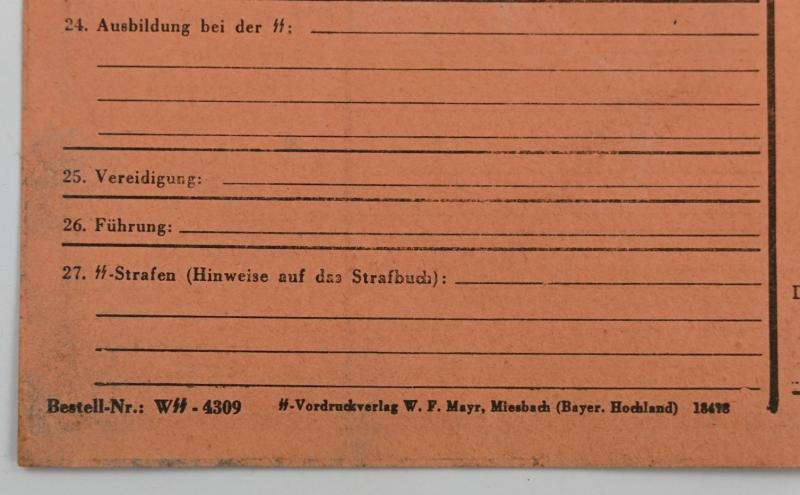 24. Ausbildung bei der ᛋᛋ:
25. Vereidigung:
26. Führung:
27. ᛋᛋ-Strafen (Hinweise auf das Strafbuch):
Bestell-Nr.: Wᛋᛋ - 4309 ᛋᛋ-Vordruckverlag W. F. Mayr, Miesbach (Bayer. Hochland)